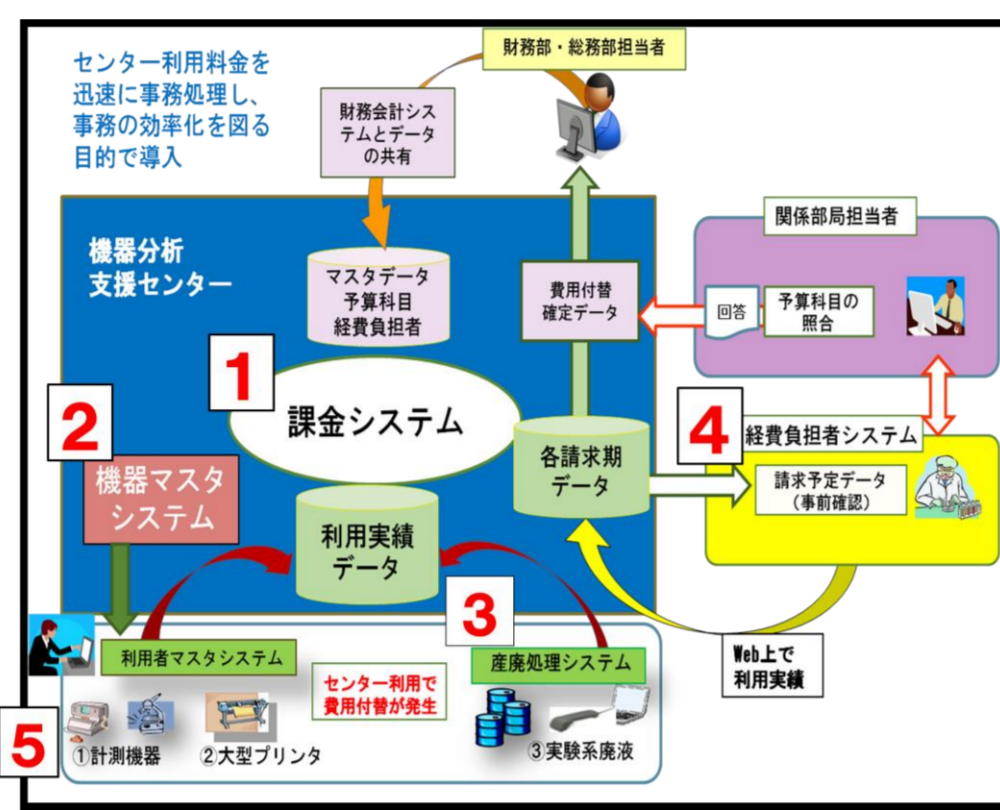 センター利用料金を
迅速に事務処理し、
事務の効率化を図る
目的で導入
財務部・総務部担当者
財務会計シス
テムとデータ
の共有
機器分析
支援センター
マスタデータ
予算科目
経費負担者
費用付替
確定データ
関係部局担当者
回答
予算科目の
照合
1
課金システム
2
機器マスタ
システム
各請求期
データ
4
経費負担者システム
請求予定データ
(事前確認)
利用実績
データ
3
利用者マスタシステム
センター利用で
費用付替が発生
産廃処理システム
Web上で
利用実績
5
①計測機器
②大型プリンタ
③実験系廃液